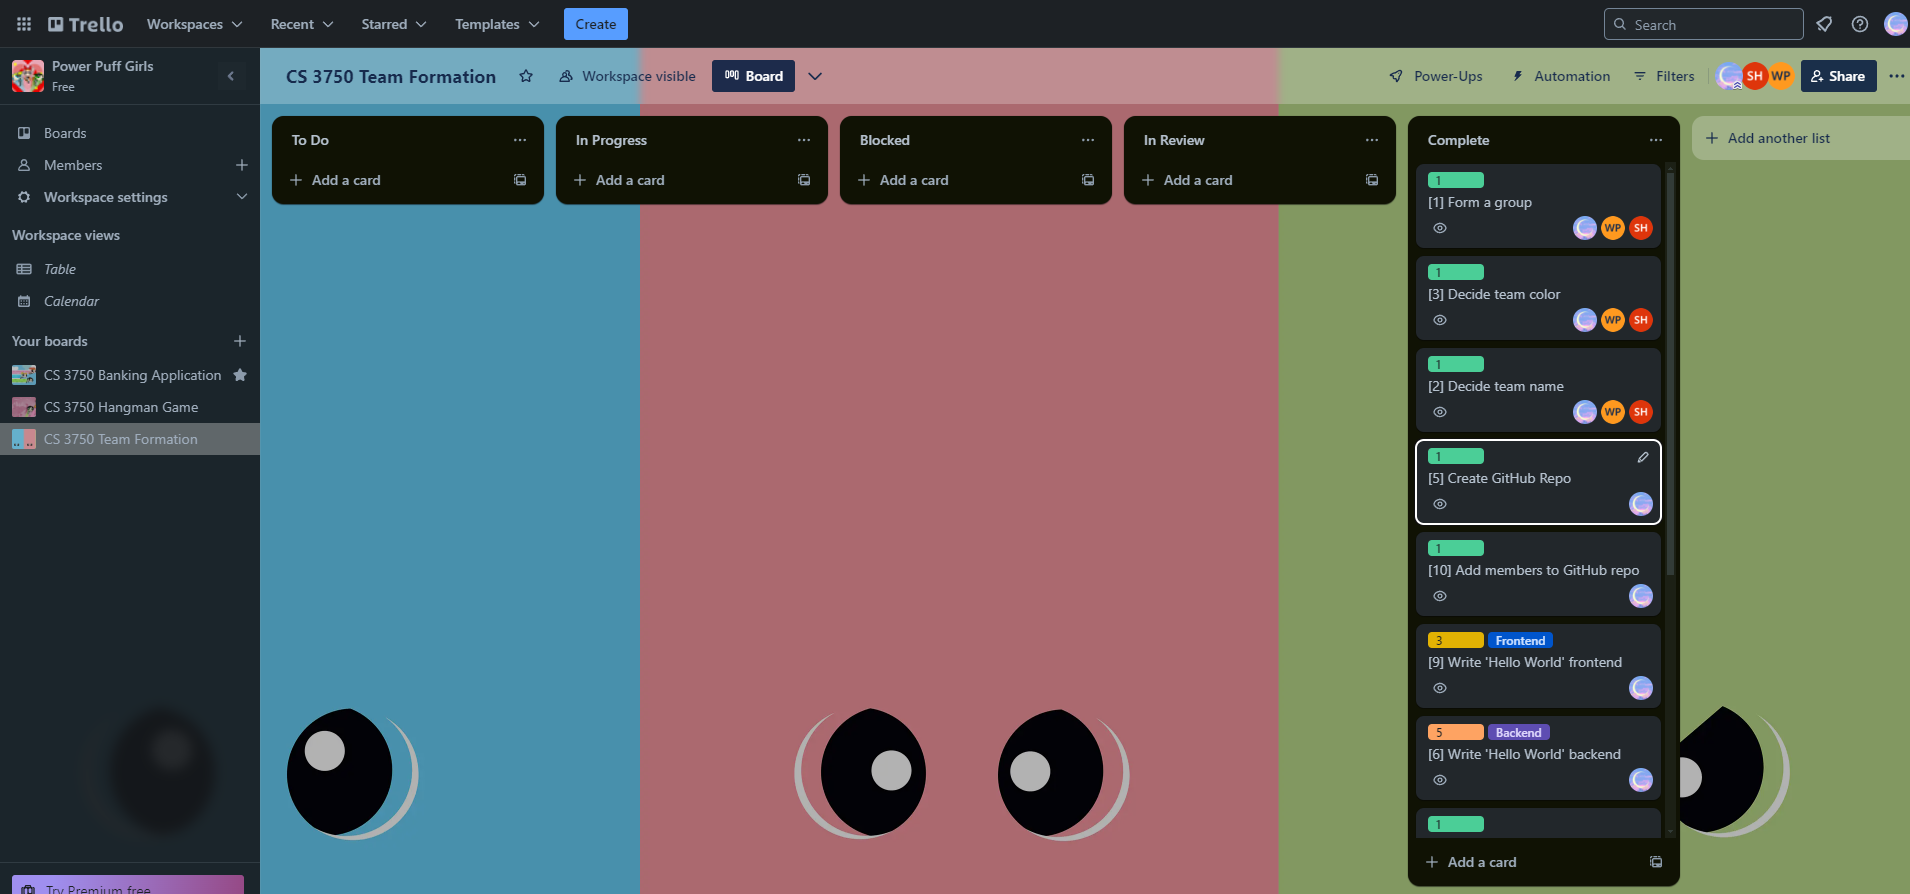 Trello
Workspaces
Recent
Starred
Templates
Create
Search
Power Puff Girls
Free
CS 3750 Team Formation
Workspace visible
Board
Power-Ups
Automation
Filters
SH
WP
Share
Boards
Members
Workspace settings
Workspace views
Table
Calendar
Your boards
CS 3750 Banking Application
CS 3750 Hangman Game
CS 3750 Team Formation
Try Premium free
To Do
Add a card
In Progress
Add a card
Blocked
Add a card
In Review
Add a card
Complete
1
[1] Form a group
WP SH
1
[3] Decide team color
WP SH
1
[2] Decide team name
WP SH
1
[5] Create GitHub Repo
1
[10] Add members to GitHub repo
3 Frontend
[9] Write 'Hello World' frontend
5 Backend
[6] Write 'Hello World' backend
1
Add a card
Add another list